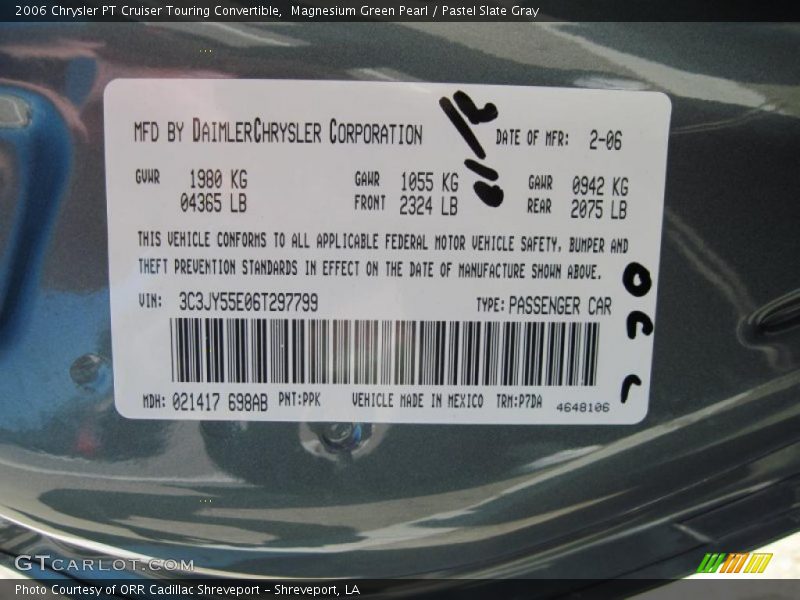 2006 Chrysler PT Cruiser Touring Convertible,  Magnesium Green Pearl / Pastel Slate Gray
MFD BY DAIMLERCHRYSLER CORPORATION DATE OF MFR: 2-06
GVWR 1980 KG GAWR 1055 KG GAWR 0942 KG
04365 LB FRONT 2324 LB REAR 2075 LB
THIS VEHICLE CONFORMS TO ALL APPLICABLE FEDERAL MOTOR VEHICLE SAFETY, BUMPER AND
THEFT PREVENTION STANDARDS IN EFFECT ON THE DATE OF MANUFACTURE SHOWN ABOVE.
VIN: 3C3JY55E06T297799 TYPE: PASSENGER CAR
MDH: 021417 698AB PNT:PPK VEHICLE MADE IN MEXICO TRM:P7DA 4648106
GTCARLOT.COM
Photo Courtesy of ORR Cadillac Shreveport - Shreveport, LA